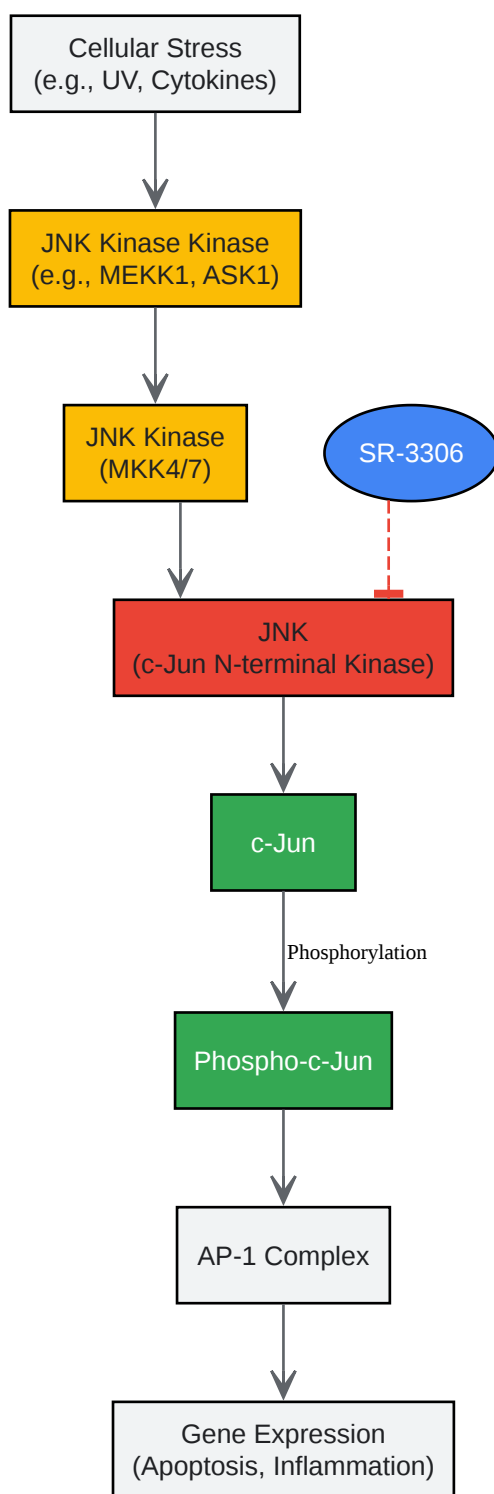 Cellular Stress
(e.g., UV, Cytokines)
JNK Kinase Kinase
(e.g., MEKK1, ASK1)
JNK Kinase
(MKK4/7)
SR-3306
JNK
(c-Jun N-terminal Kinase)
c-Jun
Phosphorylation
Phospho-c-Jun
AP-1 Complex
Gene Expression
(Apoptosis, Inflammation)